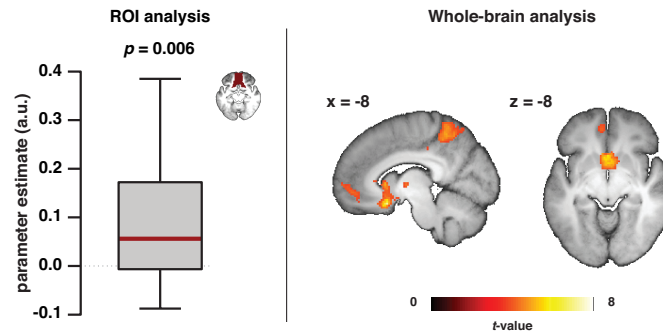 ROI analysis
p = 0.006
0.4
0.3
0.2
0.1
0.0
-0.1
parameter estimate (a.u.)
Whole-brain analysis
x = -8
z = -8
0
8
t-value